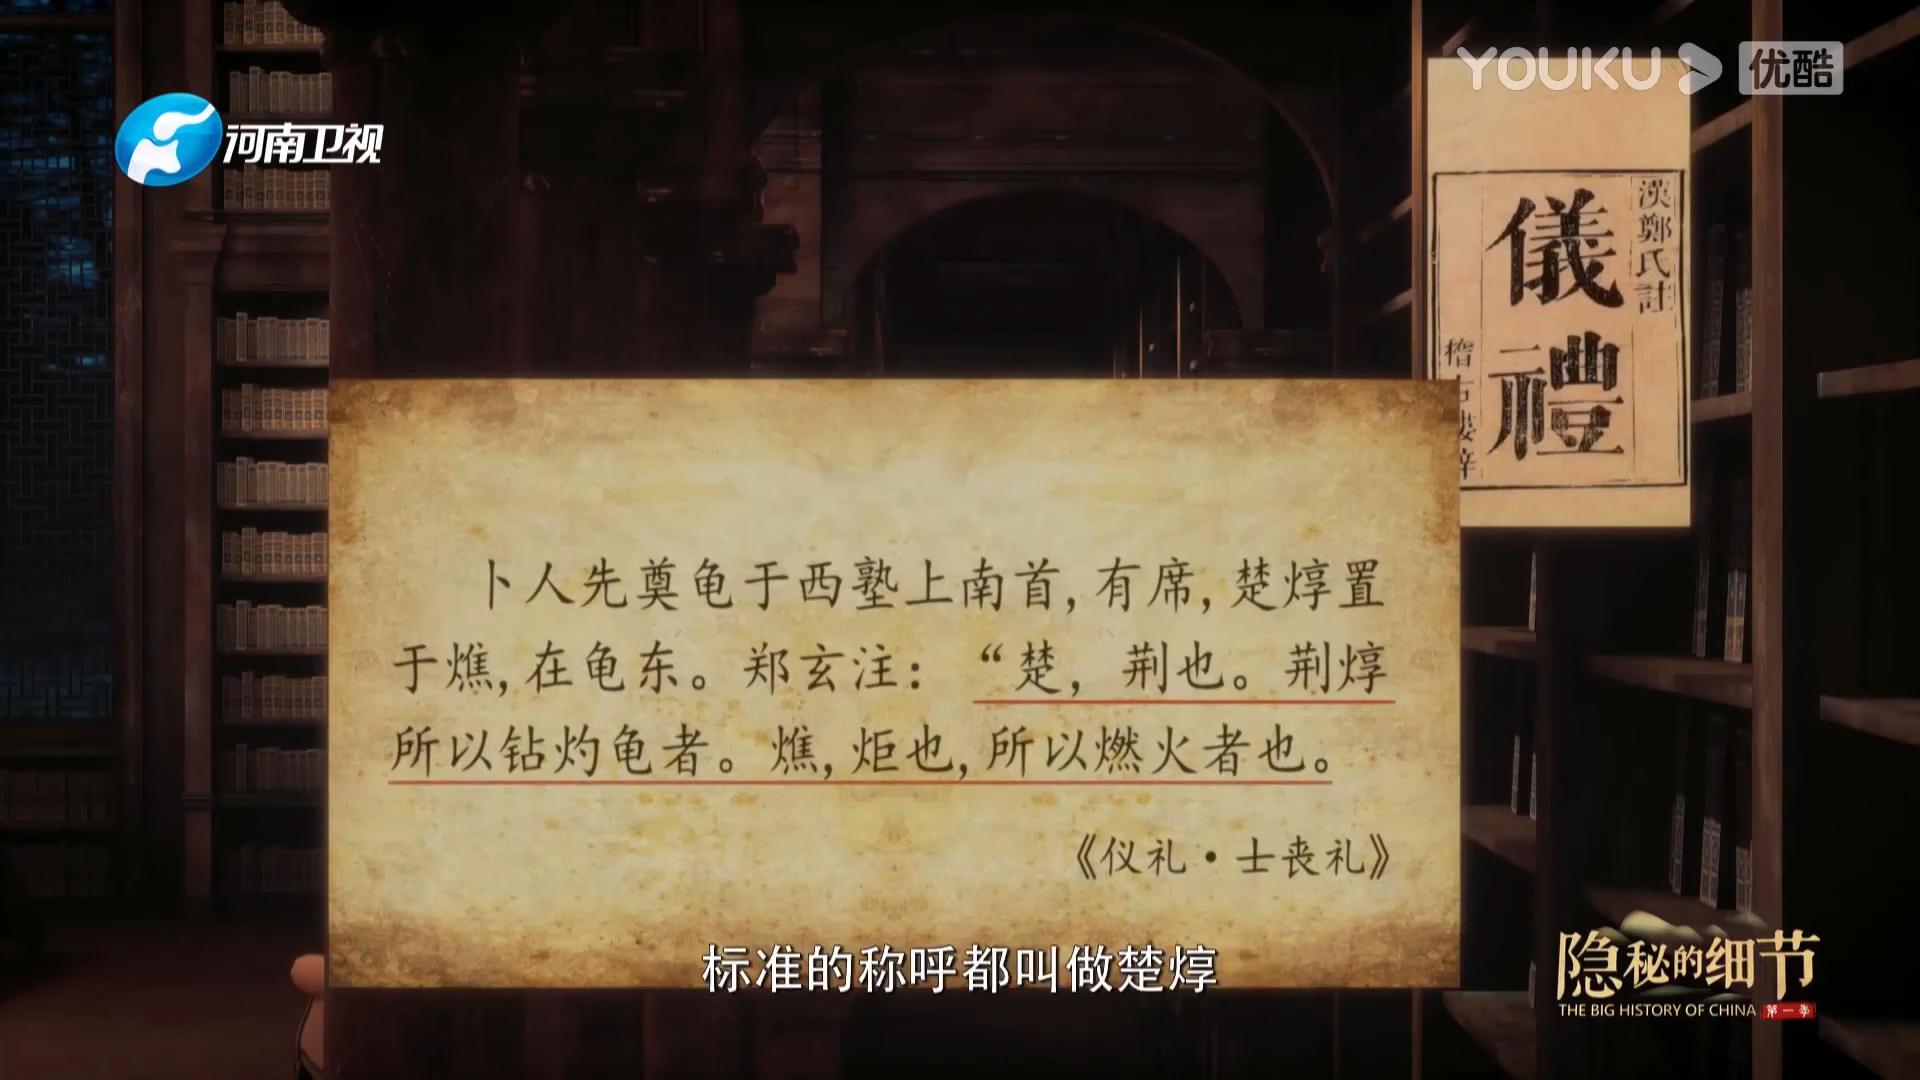 YOUKU 优酷
河南卫视
漢鄭氏註
儀禮
卜人先奠龟于西塾上南首,有席,楚焞置
于燋,在龟东。郑玄注：“楚，荆也。荆焞
所以钻灼龟者。燋,炬也,所以燃火者也。
《仪礼·士丧礼》
标准的称呼都叫做楚焞
隐秘的细节
THE BIG HISTORY OF CHINA 第一季